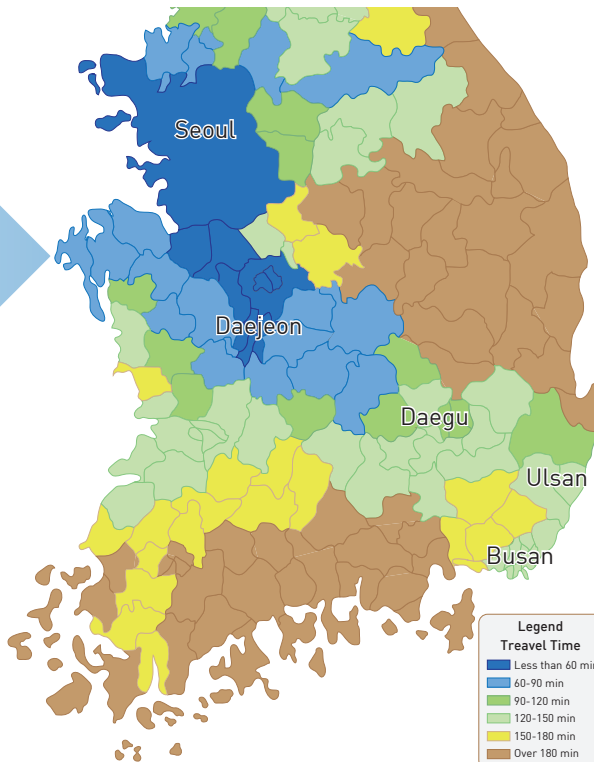 Seoul
Daejeon
Daegu
Ulsan
Busan
Legend
Treavel Time
Less than 60 min
60-90 min
90-120 min
120-150 min
150-180 min
Over 180 min